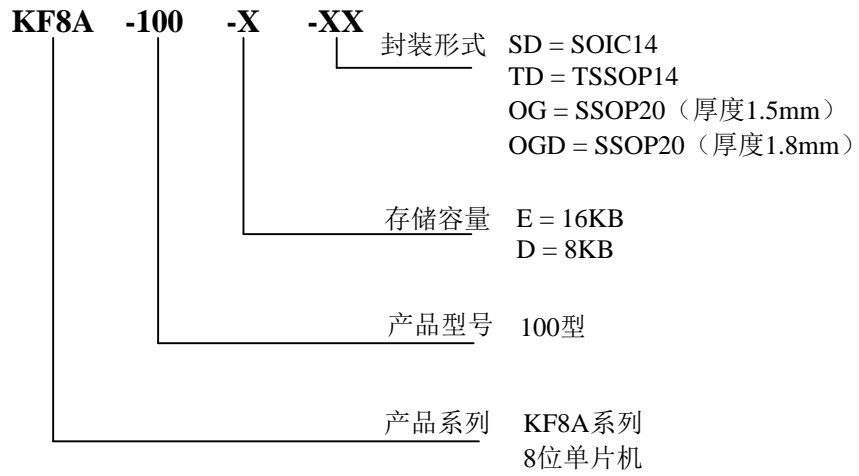 KF8A -100 -X -XX
封装形式 SD = SOIC14
TD = TSSOP14
OG = SSOP20（厚度1.5mm）
OGD = SSOP20（厚度1.8mm）
存储容量 E = 16KB
D = 8KB
产品型号 100型
产品系列 KF8A系列
8位单片机